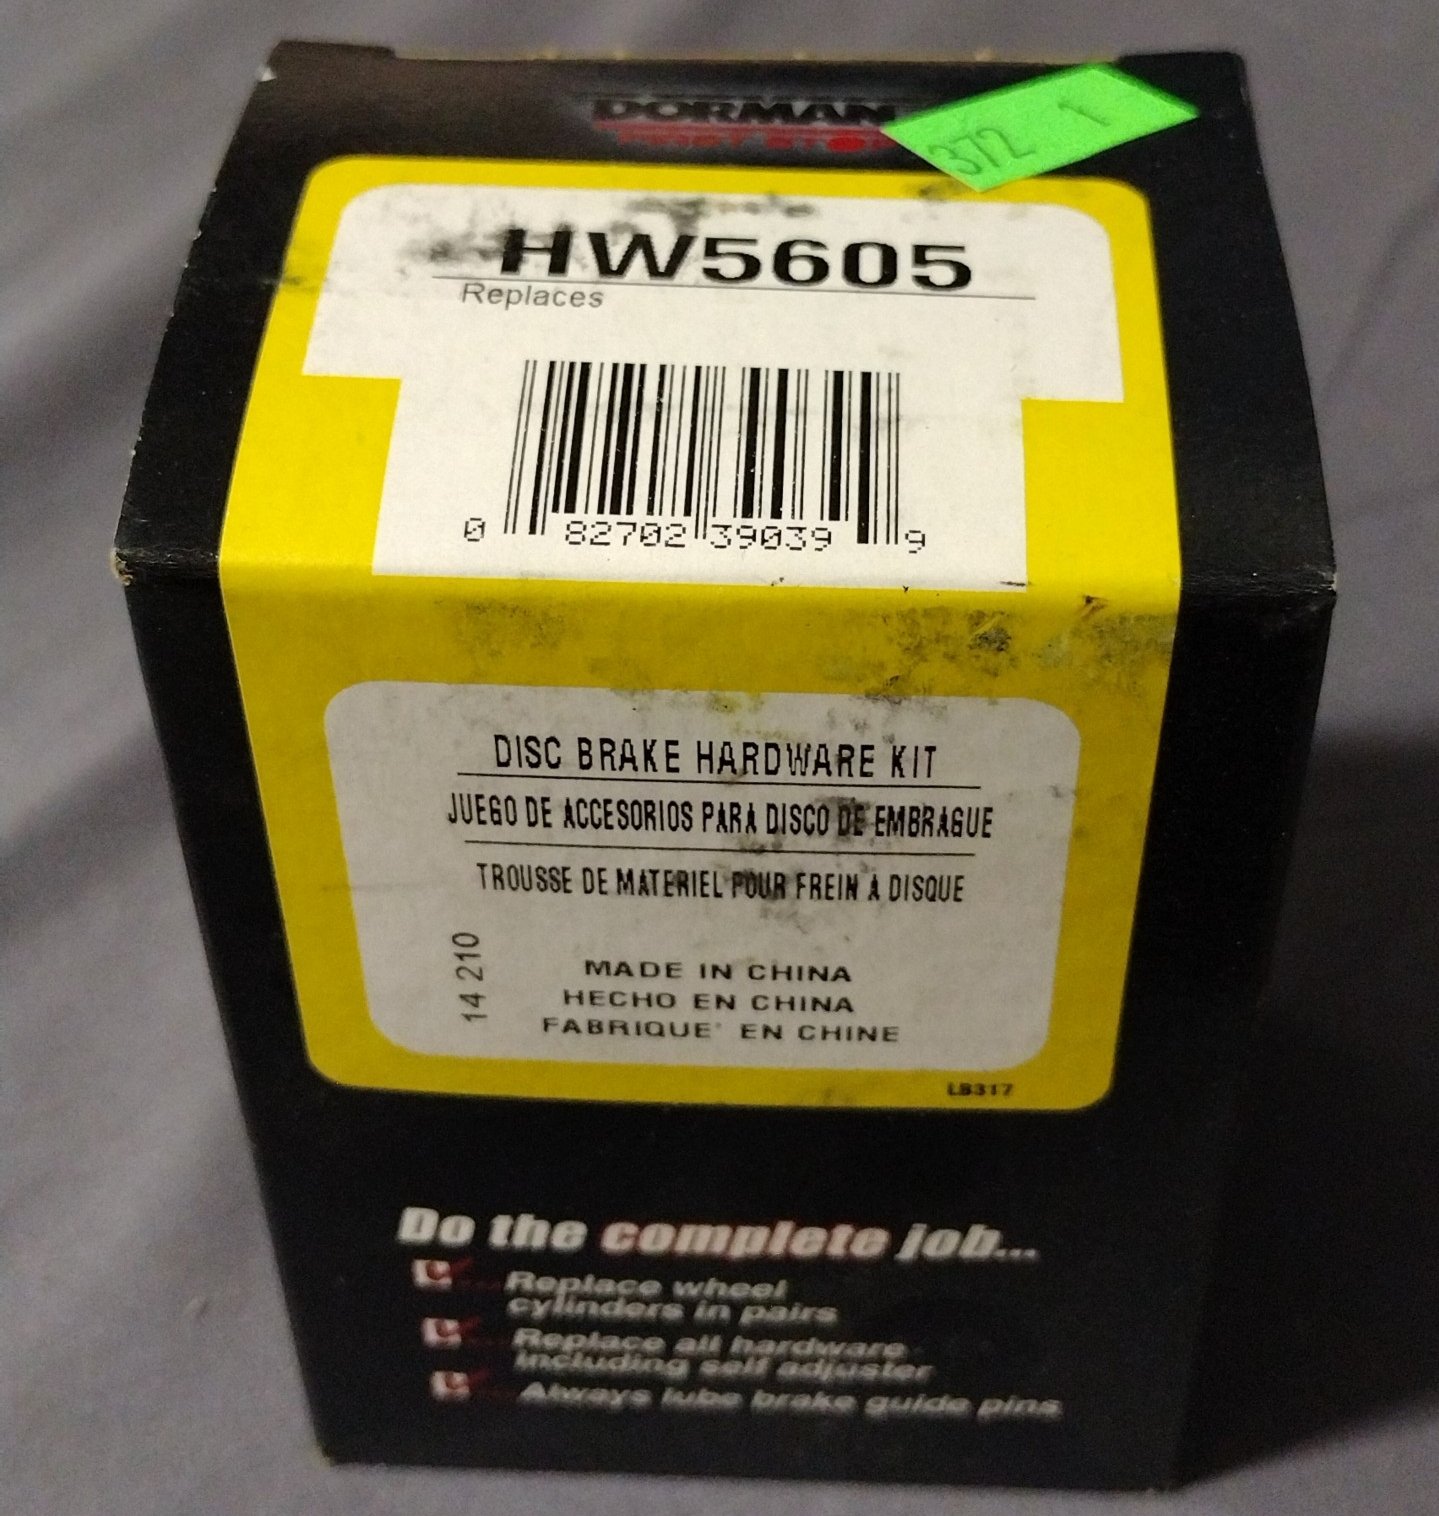 DORMAN
FIRST STOP
372 1
HW5605
Replaces
0 82702 39039 9
DISC BRAKE HARDWARE KIT
JUEGO DE ACCESORIOS PARA DISCO DE EMBRAGUE
TROUSSE DE MATERIEL POUR FREIN A DISQUE
14 210
MADE IN CHINA
HECHO EN CHINA
FABRIQUE' EN CHINE
LB317
Do the complete job...
Replace wheel
cylinders in pairs
Replace all hardware
including self adjuster
Always lube brake guide pins